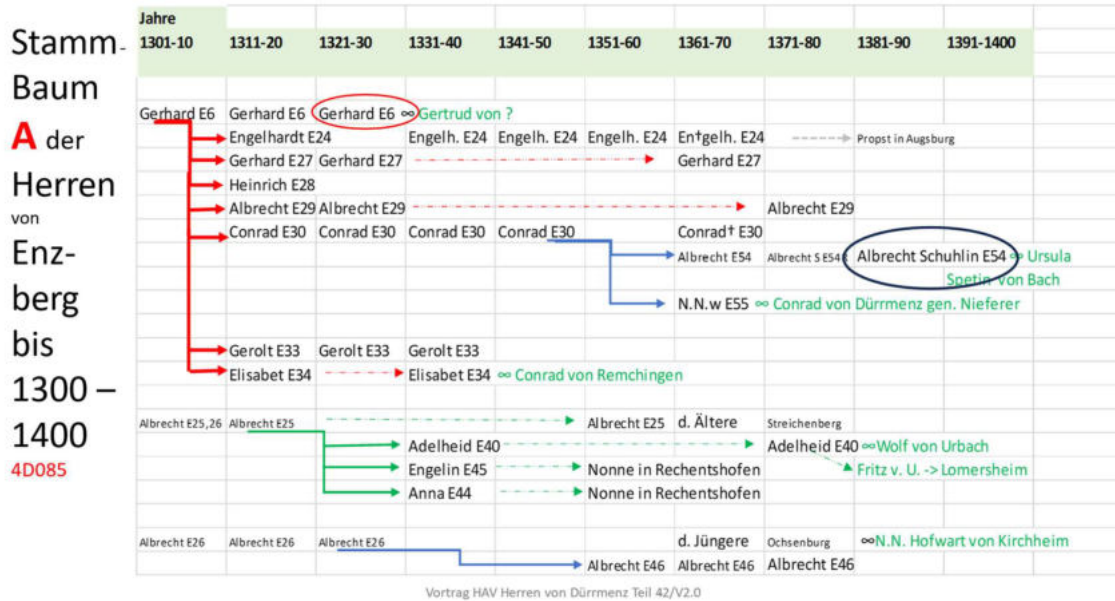 Stamm-
Baum
A der
Herren
von
Enz-
berg
bis
1300 –
1400
4D085
Jahre
1301-10 1311-20 1321-30 1331-40 1341-50 1351-60 1361-70 1371-80 1381-90 1391-1400
Gerhard E6 Gerhard E6 Gerhard E6 ∞ Gertrud von ?
Engelhardt E24 Engelh. E24 Engelh. E24 Engelh. E24 En†gelh. E24 Propst in Augsburg
Gerhard E27 Gerhard E27 Gerhard E27
Heinrich E28
Albrecht E29 Albrecht E29 Albrecht E29
Conrad E30 Conrad E30 Conrad E30 Conrad E30 Conrad† E30
Albrecht E54 Albrecht S E54 Albrecht Schuhlin E54 ∞ Ursula
Spetin von Bach
N.N.w E55 ∞ Conrad von Dürrmenz gen. Nieferer
Gerolt E33 Gerolt E33 Gerolt E33
Elisabet E34 Elisabet E34 ∞ Conrad von Remchingen
Albrecht E25,26 Albrecht E25 Albrecht E25 d. Ältere Streichenberg
Adelheid E40 Adelheid E40 ∞Wolf von Urbach
Engelin E45 Nonne in Rechentshofen Fritz v. U. -> Lomersheim
Anna E44 Nonne in Rechentshofen
Albrecht E26 Albrecht E26 Albrecht E26 d. Jüngere Ochsenburg ∞N.N. Hofwart von Kirchheim
Albrecht E46 Albrecht E46 Albrecht E46
Vortrag HAV Herren von Dürrmenz Teil 42/V2.0